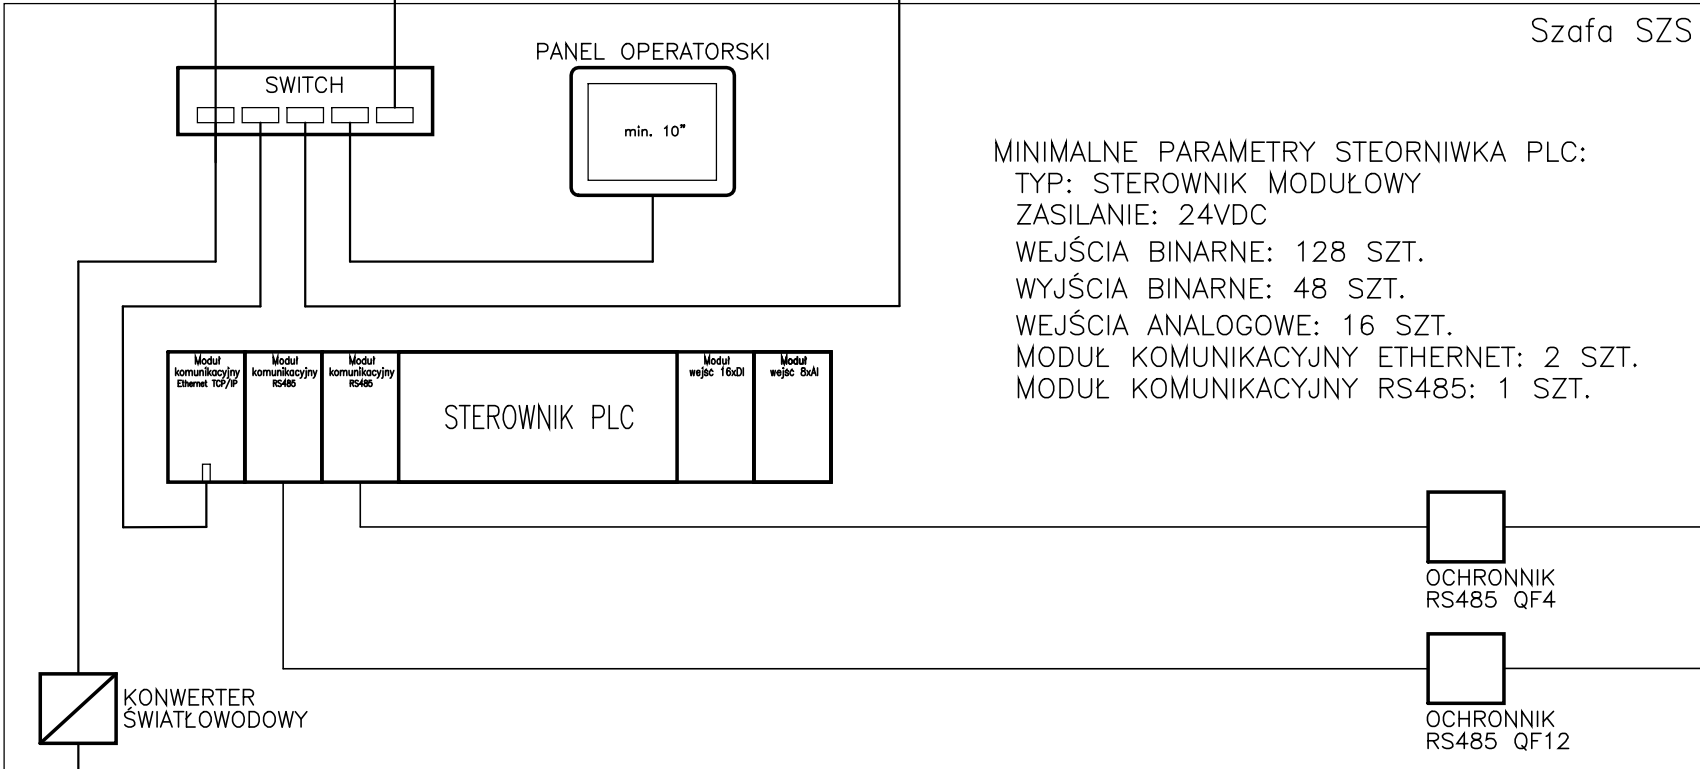 Szafa SZS
PANEL OPERATORSKI
SWITCH
min. 10"
MINIMALNE PARAMETRY STEORNIWKA PLC:
TYP: STEROWNIK MODUŁOWY
ZASILANIE: 24VDC
WEJŚCIA BINARNE: 128 SZT.
WYJŚCIA BINARNE: 48 SZT.
WEJŚCIA ANALOGOWE: 16 SZT.
MODUŁ KOMUNIKACYJNY ETHERNET: 2 SZT.
MODUŁ KOMUNIKACYJNY RS485: 1 SZT.
Moduł
komunikacyjny
Ethernet TCP/IP
Moduł
komunikacyjny
RS485
Moduł
komunikacyjny
RS485
STEROWNIK PLC
Moduł
wejść 16xDI
Moduł
wejść 8xAI
OCHRONNIK
RS485 QF4
KONWERTER
ŚWIATŁOWODOWY
OCHRONNIK
RS485 QF12